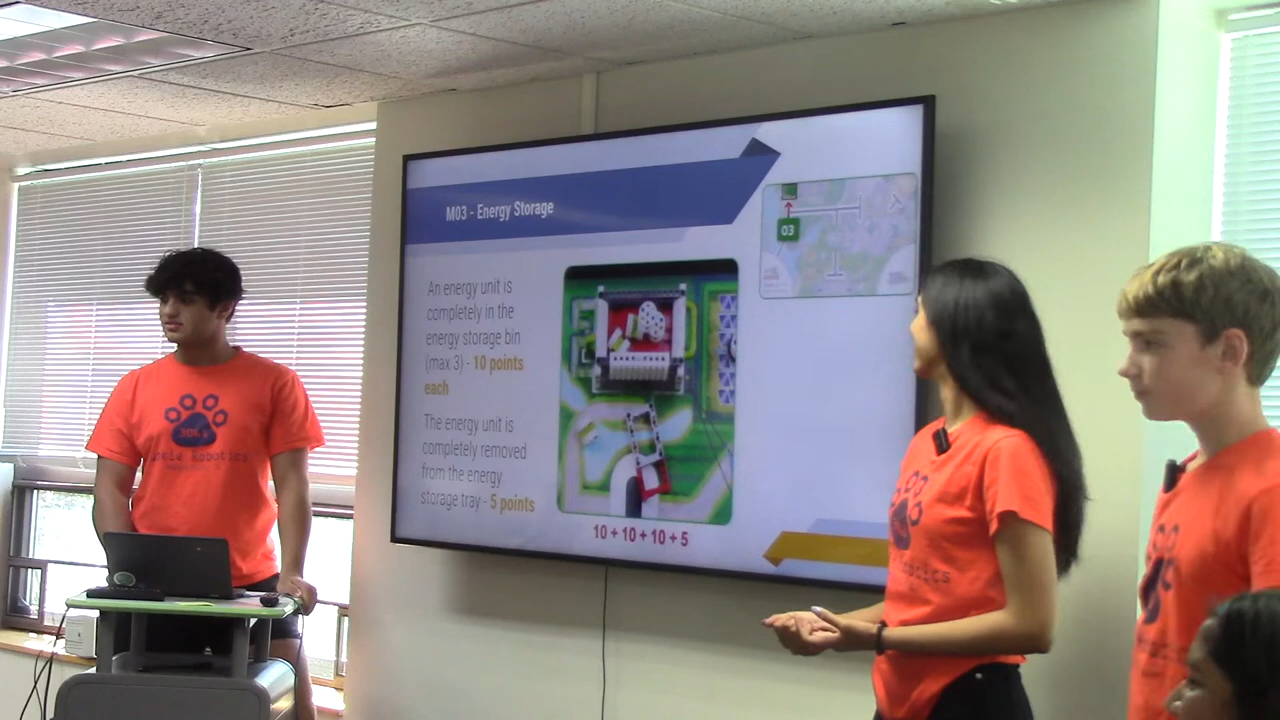 M03 - Energy Storage
03
An energy unit is
completely in the
energy storage bin
(max 3) - 10 points
each
The energy unit is
completely removed
from the energy
storage tray - 5 points
10 + 10 + 10 + 5
Robotics